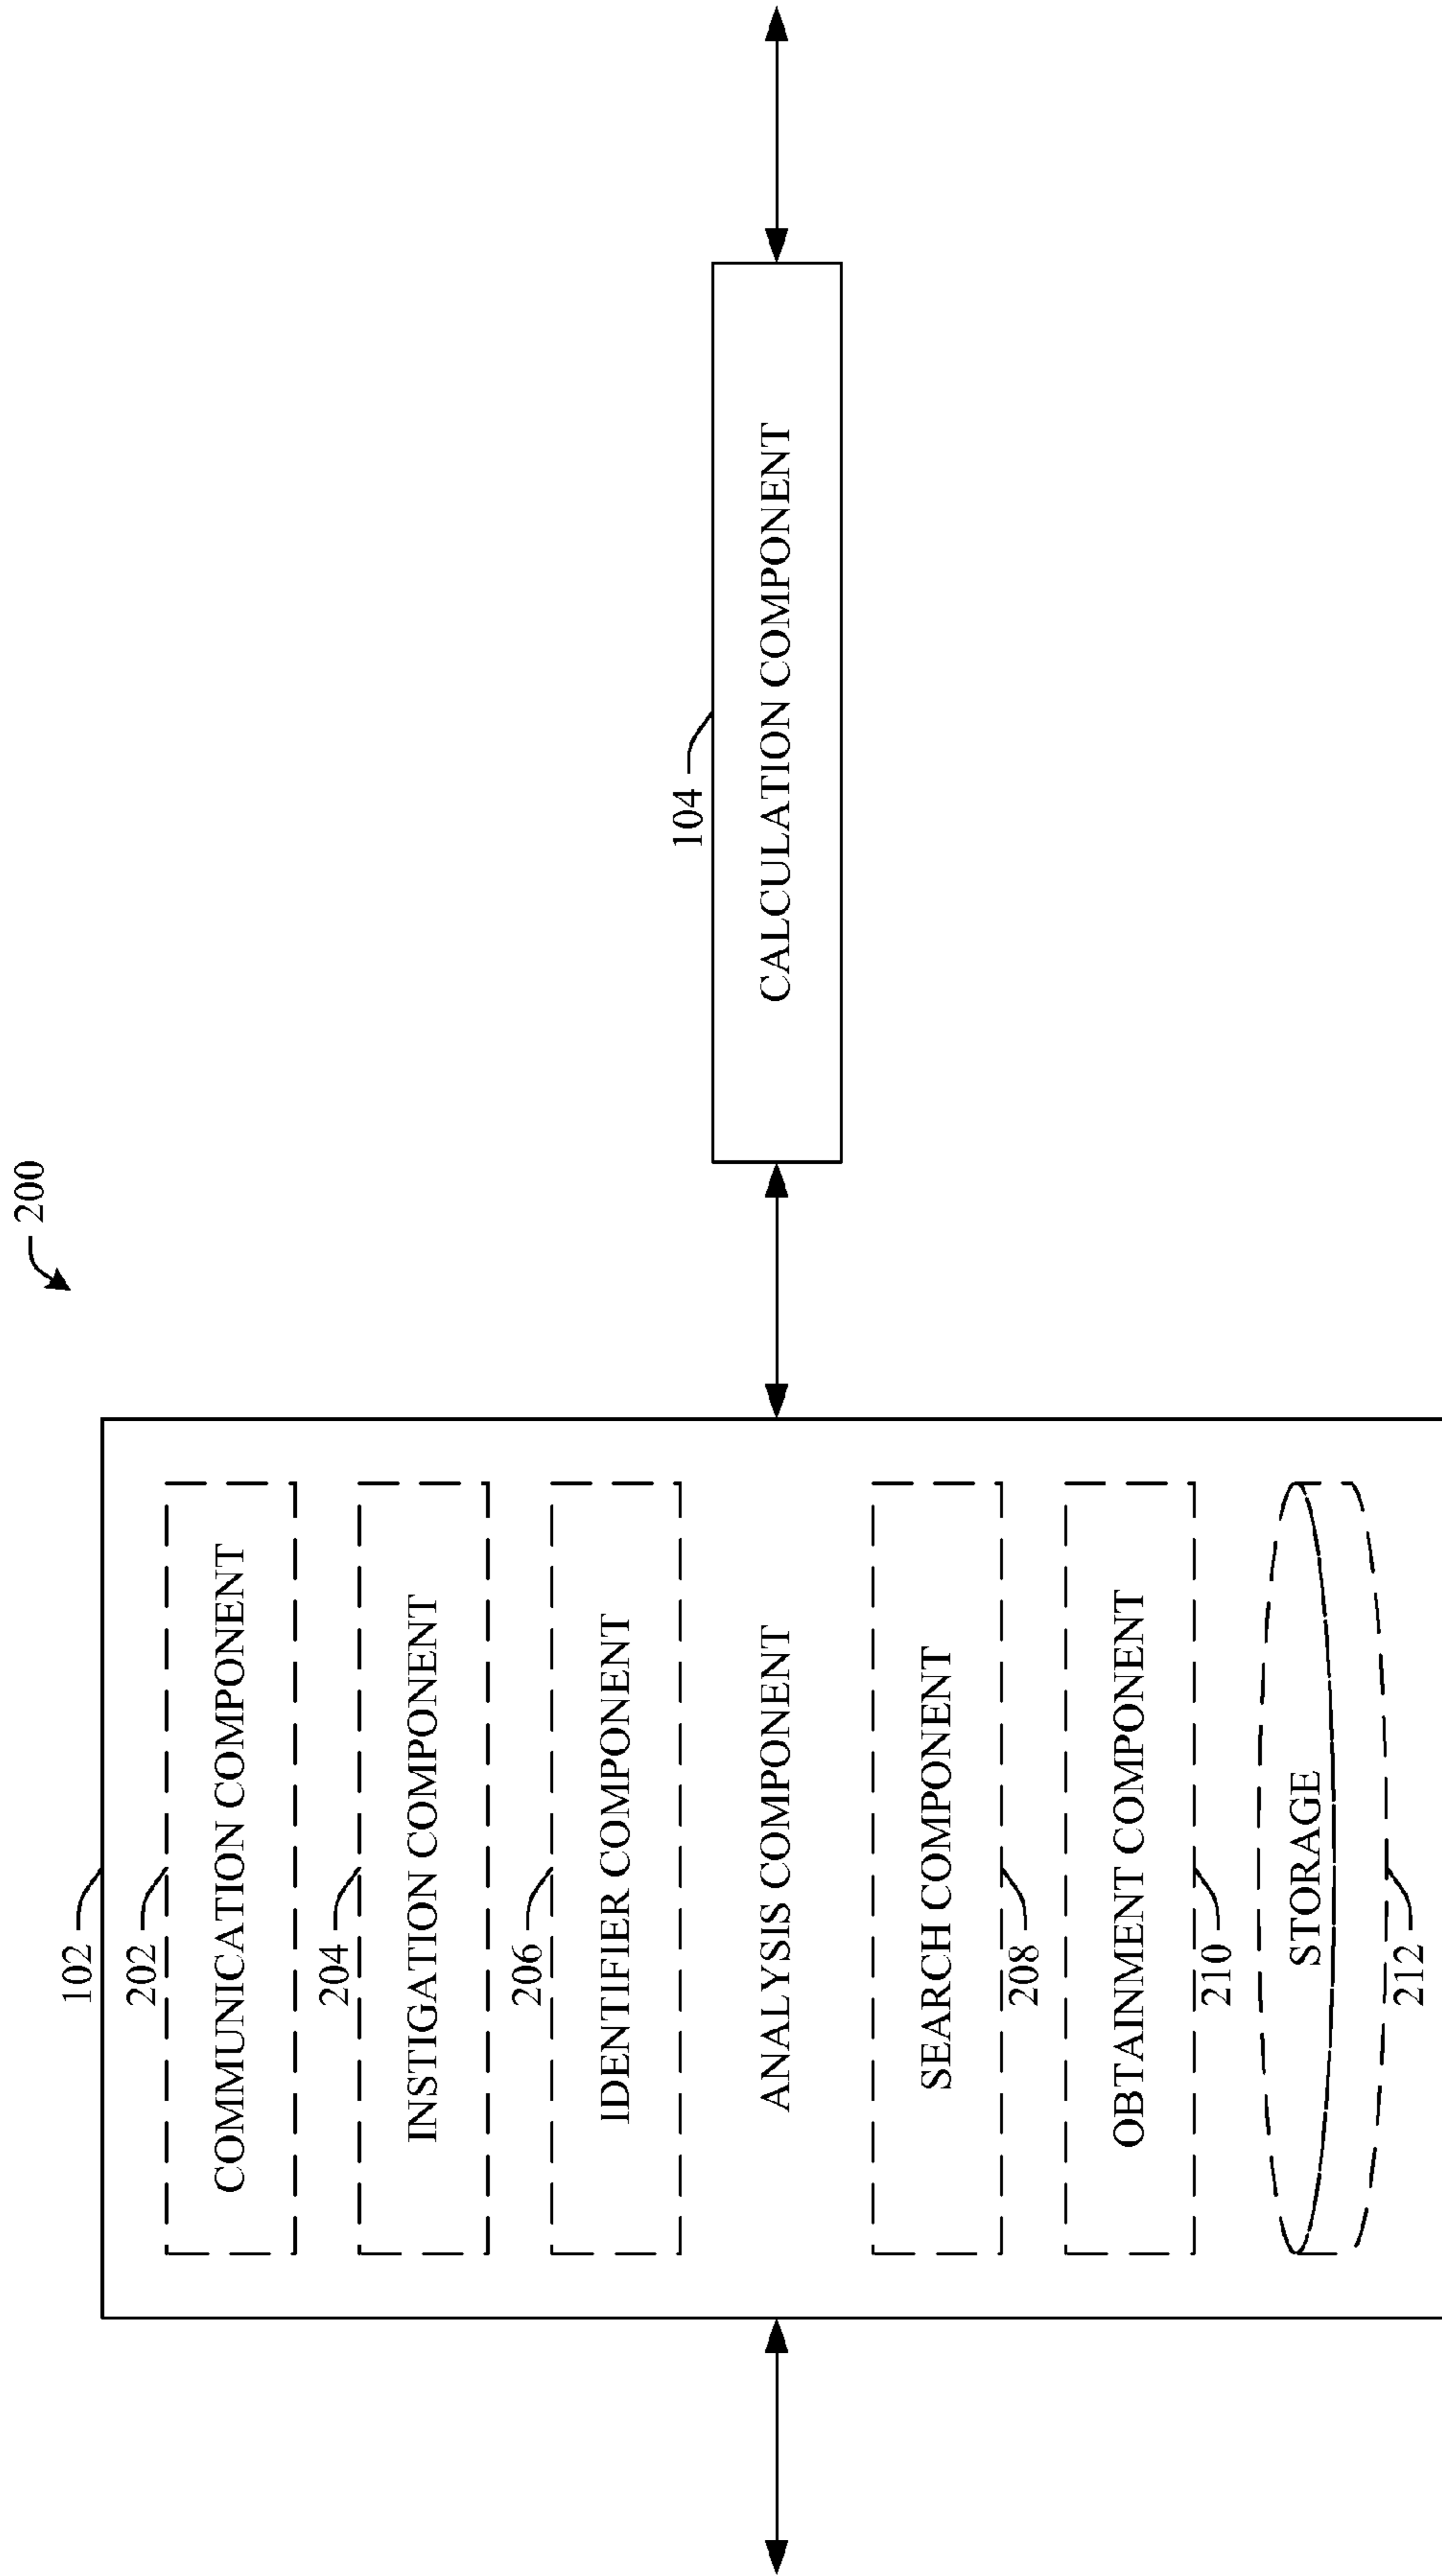 200
102
202
COMMUNICATION COMPONENT
204
INSTIGATION COMPONENT
206
IDENTIFIER COMPONENT
ANALYSIS COMPONENT
SEARCH COMPONENT
208
OBTAINMENT COMPONENT
210
STORAGE
212
104
CALCULATION COMPONENT